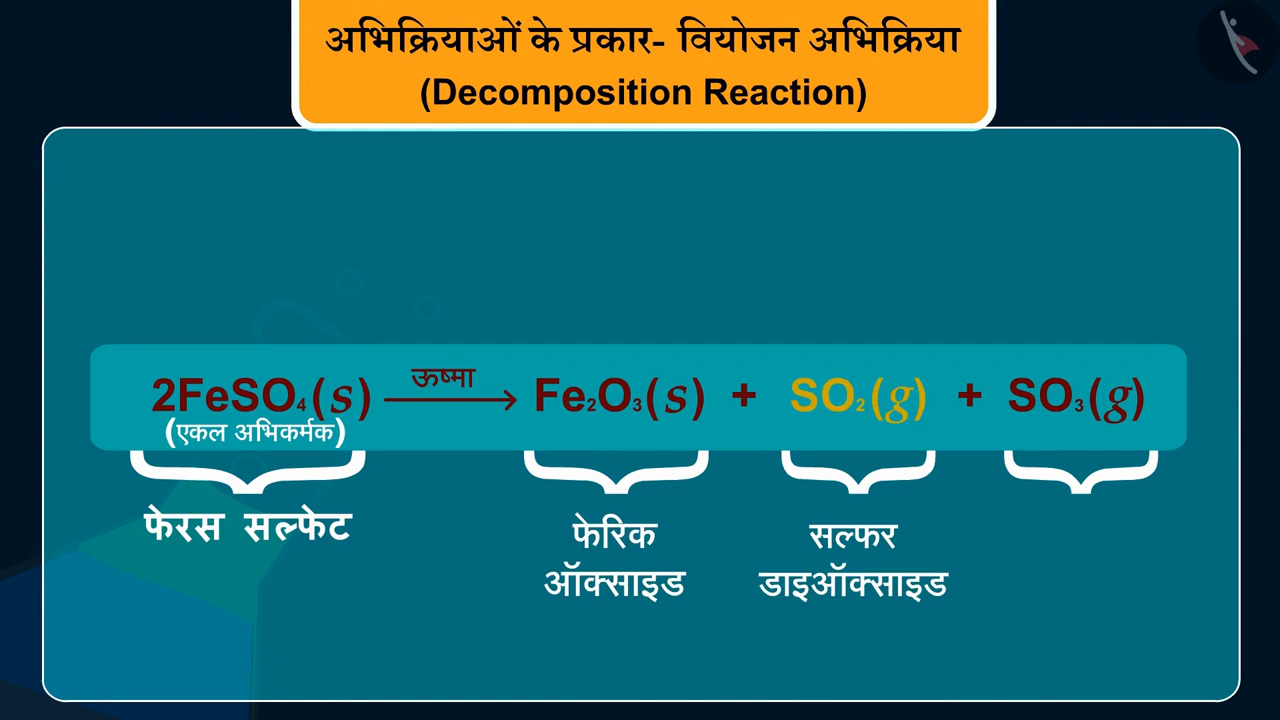 अभिक्रियाओं के प्रकार- वियोजन अभिक्रिया
(Decomposition Reaction)
2FeSO₄(s) ऊष्मा → Fe₂O₃(s) + SO₂(g) + SO₃(g)
(एकल अभिकर्मक)
फेरस सल्फेट फेरिक सल्फर
ऑक्साइड डाइऑक्साइड